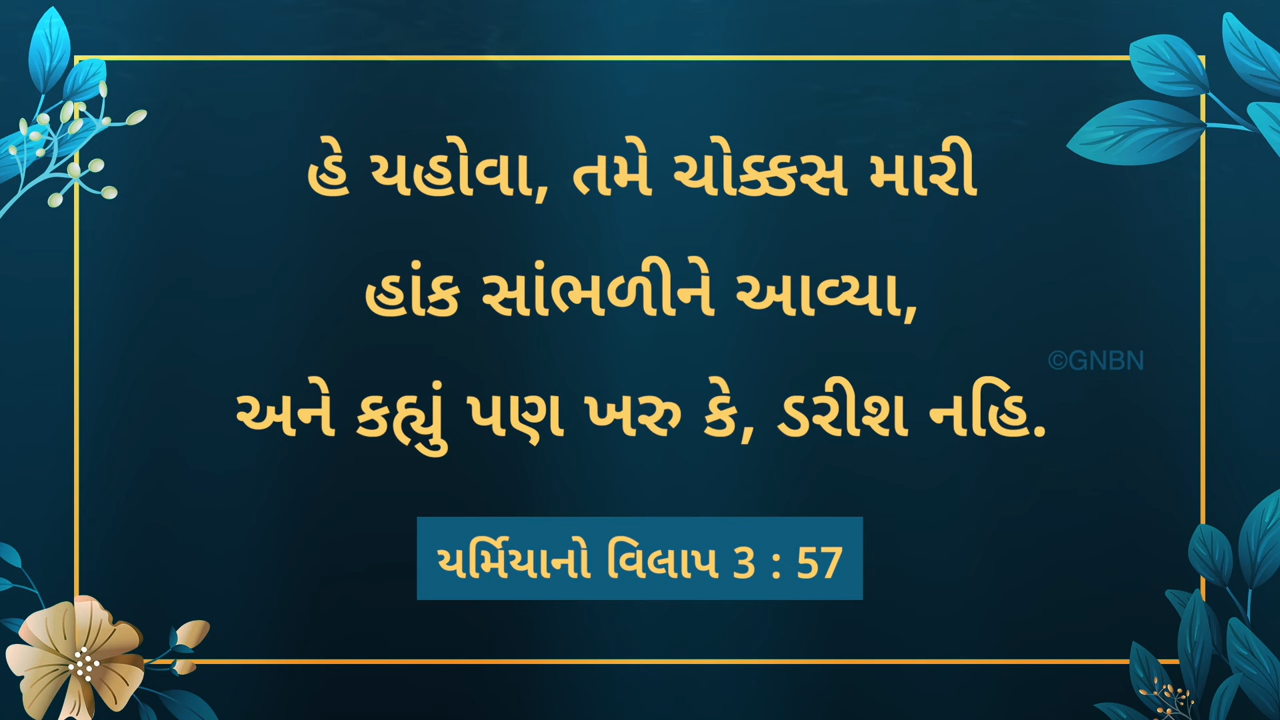 હે યહોવા, તમે ચોક્કસ મારી
હાંક સાંભળીને આવ્યા,
©GNBN
અને કહ્યું પણ ખરુ કે, ડરીશ નહિ.
યર્મિયાનો વિલાપ 3 : 57